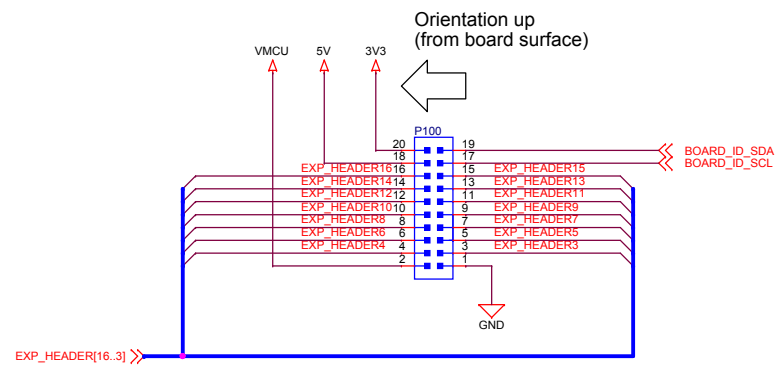 Orientation up
(from board surface)
VMCU 5V 3V3
P100
20 19 BOARD_ID_SDA
18 17 BOARD_ID_SCL
EXP_HEADER16 16 15 EXP_HEADER15
EXP_HEADER14 14 13 EXP_HEADER13
EXP_HEADER12 12 11 EXP_HEADER11
EXP_HEADER10 10 9 EXP_HEADER9
EXP_HEADER8 8 7 EXP_HEADER7
EXP_HEADER6 6 5 EXP_HEADER5
EXP_HEADER4 4 3 EXP_HEADER3
2 1
GND
EXP_HEADER[16..3]